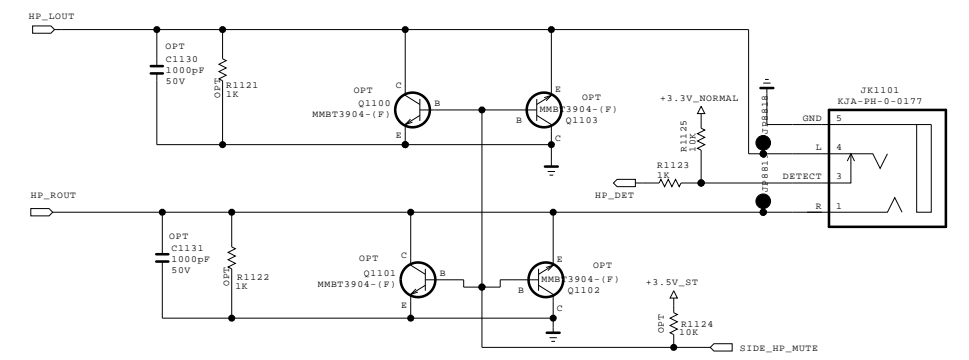 HP_LOUT
OPT
C1130
1000pF
50V
OPT
R1121
1K
OPT
Q1100
MMBT3904-(F)
C
B
E
E
B
C
OPT
MMBT3904-(F)
Q1103
+3.3V_NORMAL
R1125
10K
R1123
1K
HP_DET
JP8818
JK1101
KJA-PH-0-0177
GND 5
L 4
DETECT 3
R 1
HP_ROUT
OPT
C1131
1000pF
50V
OPT
R1122
1K
OPT
Q1101
MMBT3904-(F)
C
B
E
E
B
C
OPT
MMBT3904-(F)
Q1102
+3.5V_ST
OPT
R1124
10K
SIDE_HP_MUTE